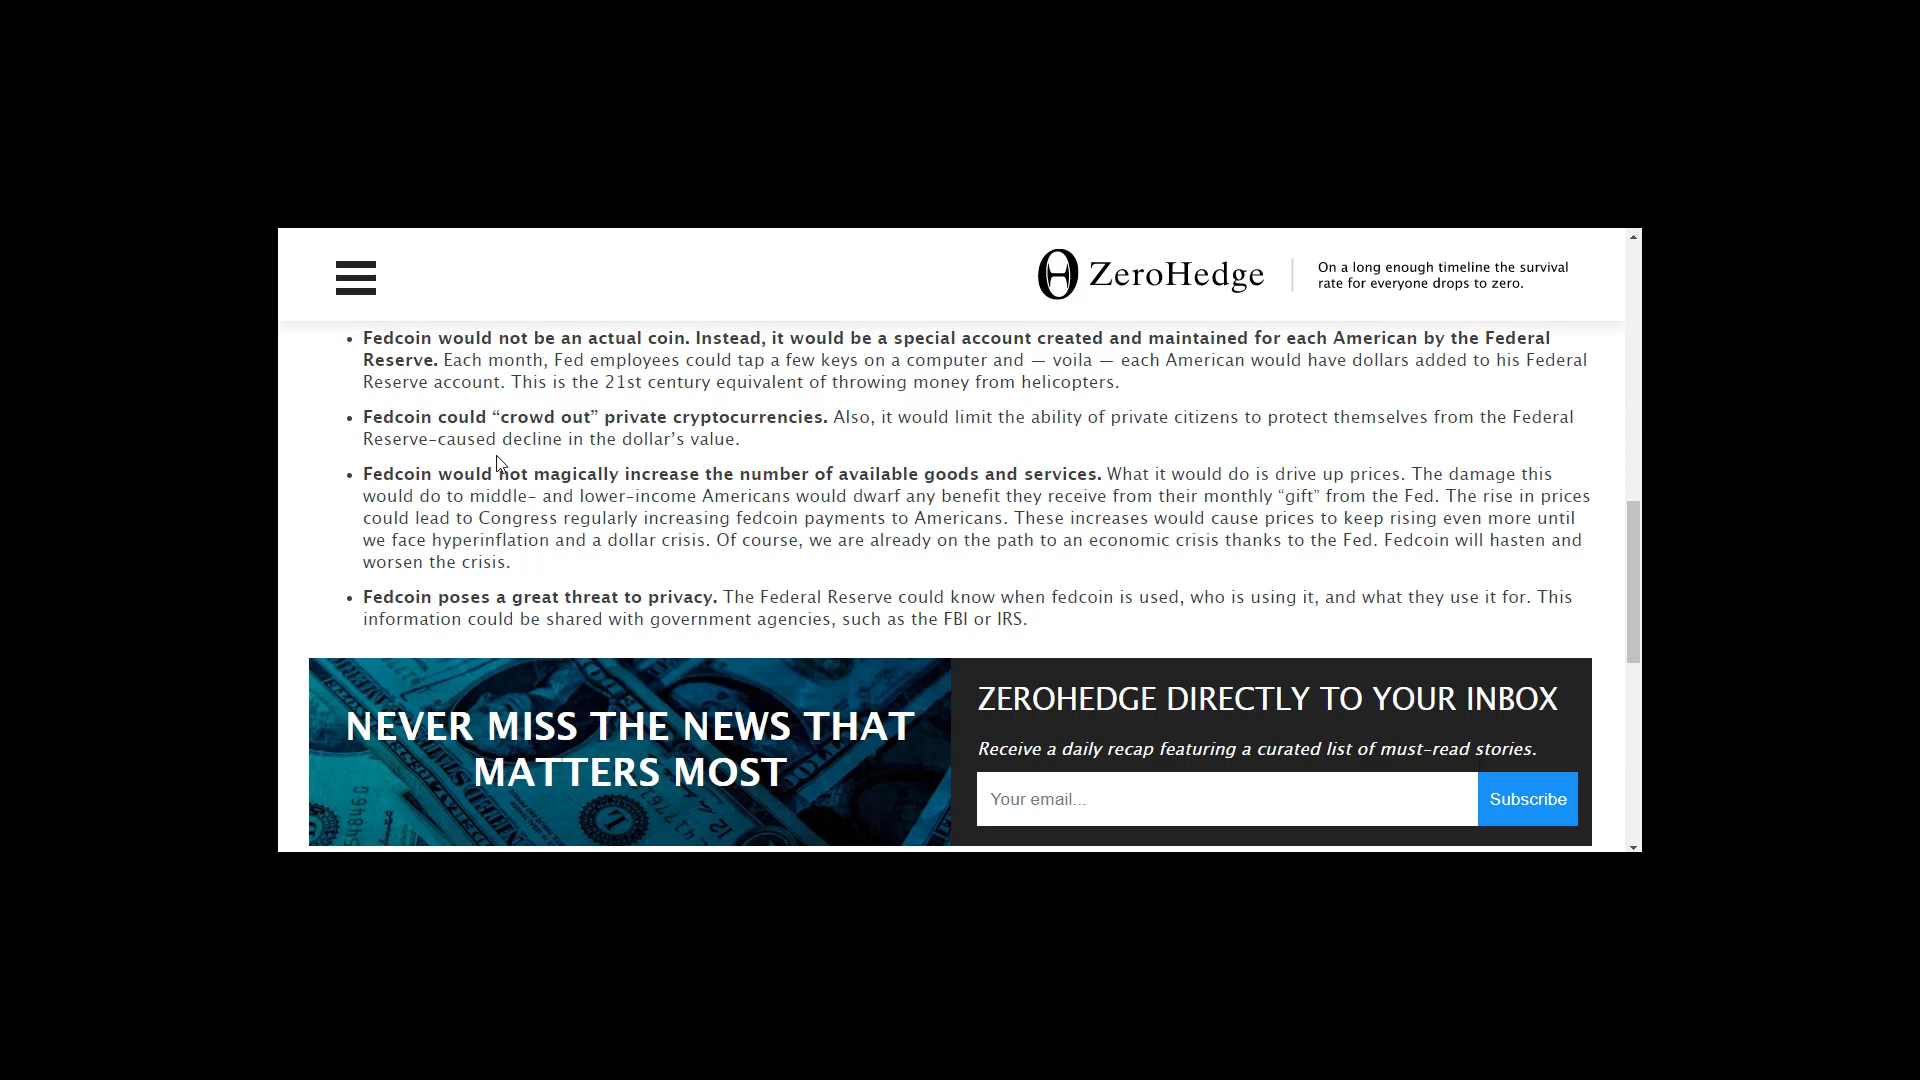 ZeroHedge
On a long enough timeline the survival
rate for everyone drops to zero.
• Fedcoin would not be an actual coin. Instead, it would be a special account created and maintained for each American by the Federal
Reserve. Each month, Fed employees could tap a few keys on a computer and — voila — each American would have dollars added to his Federal
Reserve account. This is the 21st century equivalent of throwing money from helicopters.
• Fedcoin could “crowd out” private cryptocurrencies. Also, it would limit the ability of private citizens to protect themselves from the Federal
Reserve-caused decline in the dollar’s value.
• Fedcoin would not magically increase the number of available goods and services. What it would do is drive up prices. The damage this
would do to middle- and lower-income Americans would dwarf any benefit they receive from their monthly “gift” from the Fed. The rise in prices
could lead to Congress regularly increasing fedcoin payments to Americans. These increases would cause prices to keep rising even more until
we face hyperinflation and a dollar crisis. Of course, we are already on the path to an economic crisis thanks to the Fed. Fedcoin will hasten and
worsen the crisis.
• Fedcoin poses a great threat to privacy. The Federal Reserve could know when fedcoin is used, who is using it, and what they use it for. This
information could be shared with government agencies, such as the FBI or IRS.
NEVER MISS THE NEWS THAT
MATTERS MOST
ZEROHEDGE DIRECTLY TO YOUR INBOX
Receive a daily recap featuring a curated list of must-read stories.
Your email...
Subscribe